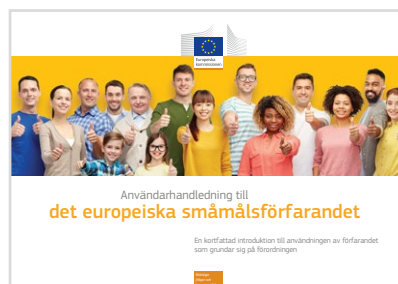 Europeiska
kommissionen
Användarhandledning till
det europeiska småmålsförfarandet
En kortfattad introduktion till användningen av förfarandet
som grundar sig på förordningen